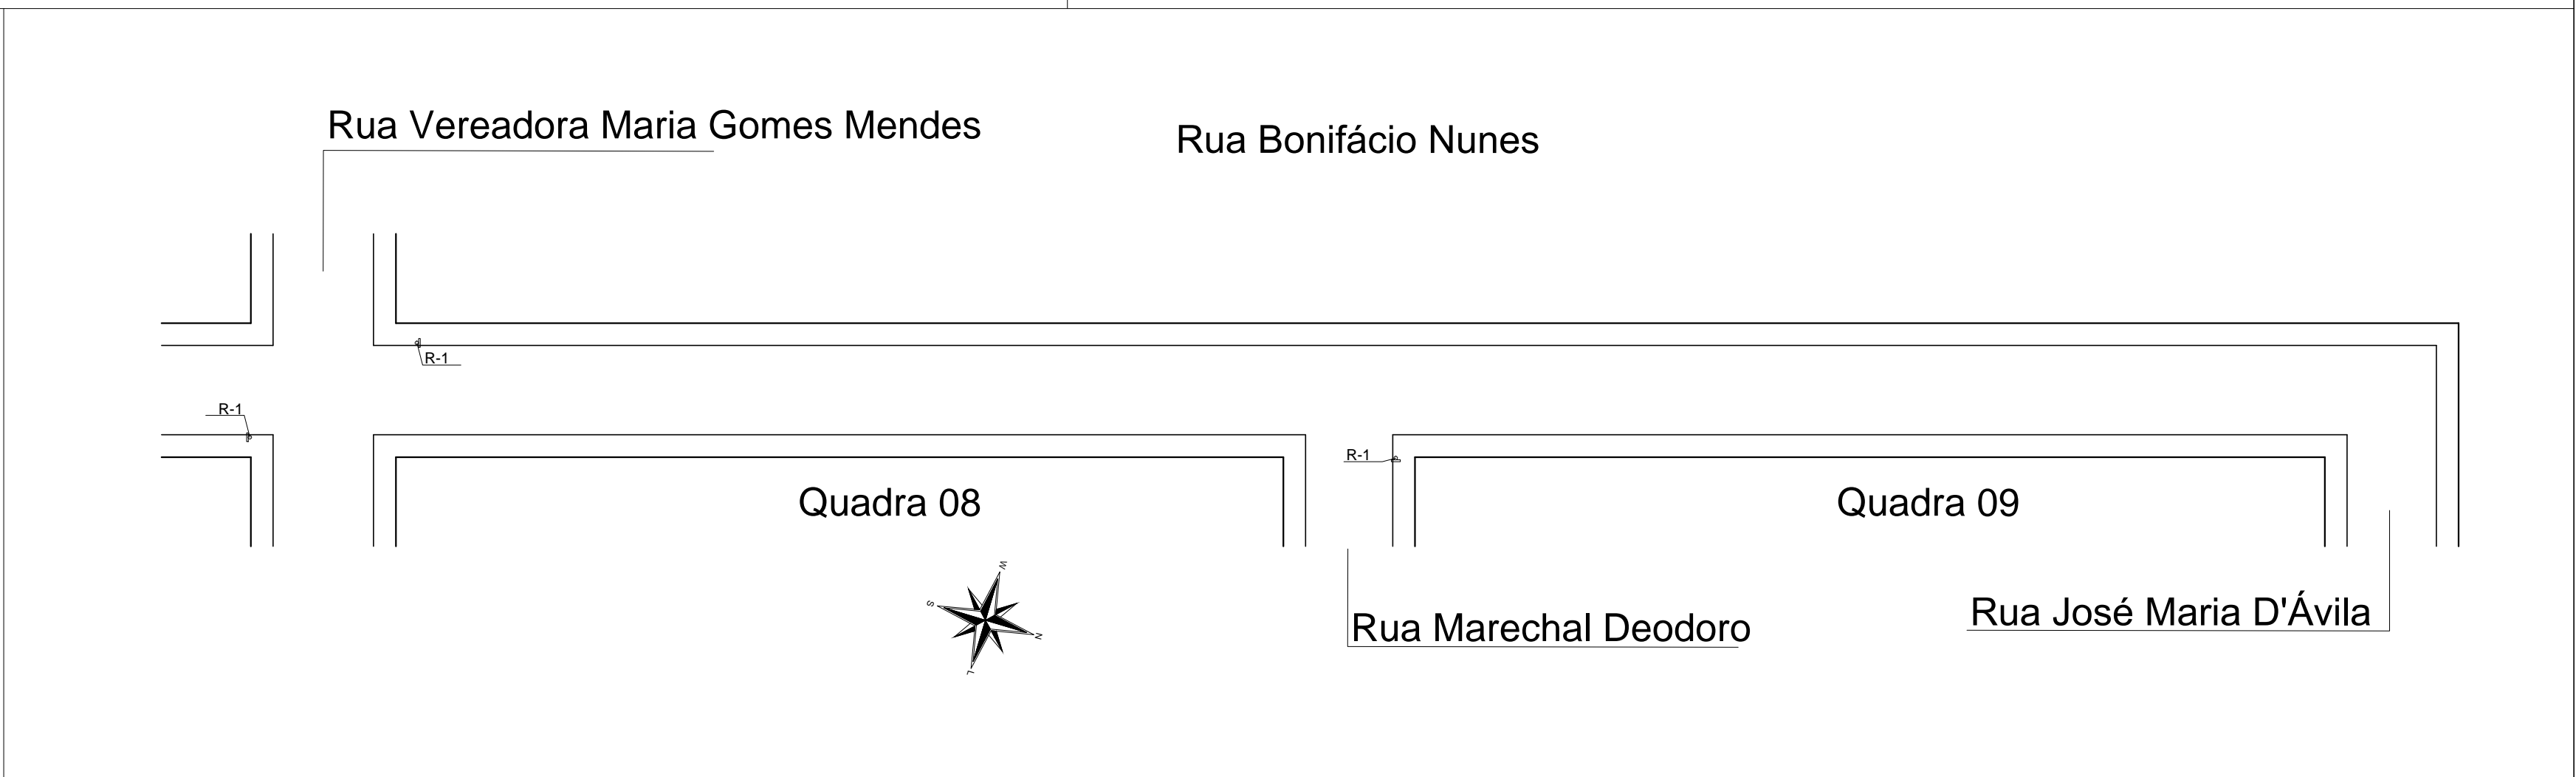 Rua Vereadora Maria Gomes Mendes
Rua Bonifácio Nunes
R-1
R-1
R-1
Quadra 08
Quadra 09
W
S
N
L
Rua Marechal Deodoro
Rua José Maria D'Ávila